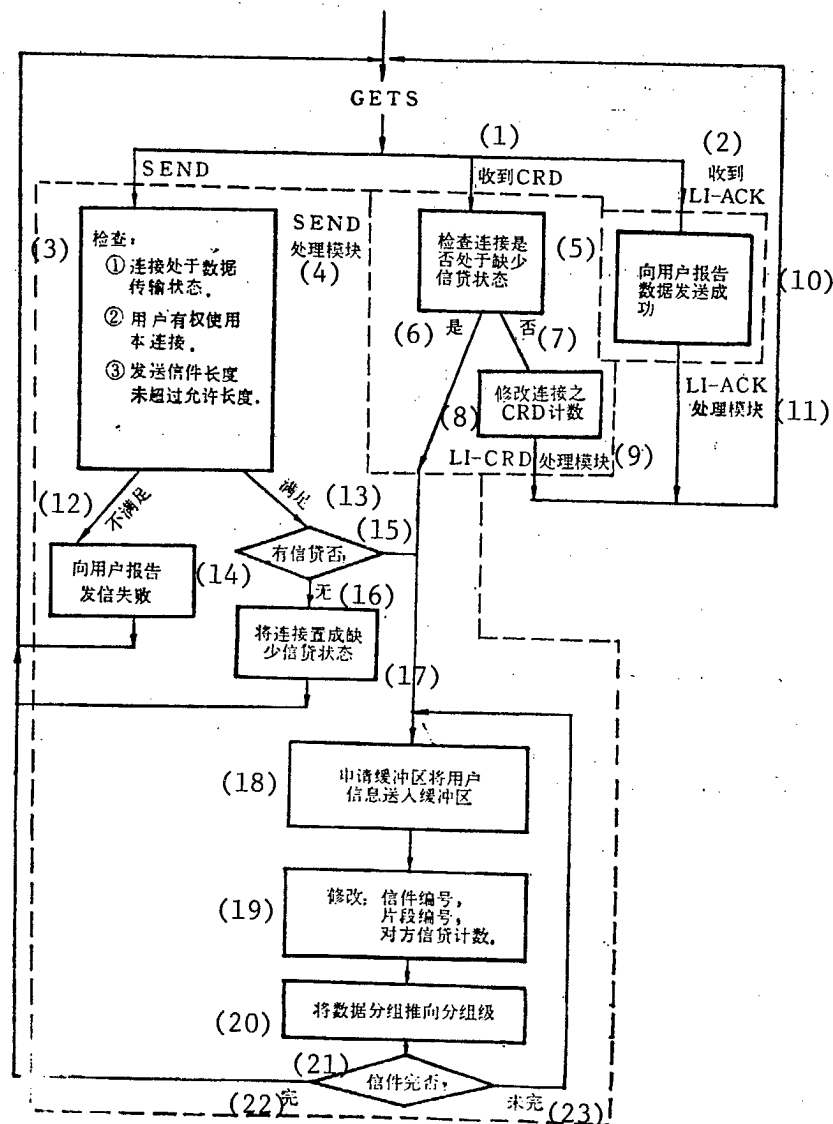 GETS
(1)
(2)
SEND
收到CRD
收到
LI-ACK
(3)
检查：
①连接处于数据
传输状态.
②用户有权使用
本连接.
③发送信件长度
未超过允许长度.
SEND
处理模块
(4)
检查连接是
否处于缺少
信贷状态
(5)
向用户报告
数据发送成
功
(10)
(6)
是
否
(7)
修改连接之
CRD计数
(8)
LI-ACK
处理模块
(11)
LI-CRD处理模块
(9)
(12)
不满足
满足
(13)
(15)
有信贷否,
向用户报告
发信失败
(14)
无
(16)
将连接置成缺
少信贷状态
(17)
(18)
申请缓冲区将用户
信息送入缓冲区
(19)
修改：信件编号,
片段编号,
对方信贷计数.
(20)
将数据分组推向分组级
(21)
信件完否,
(22)
完
未完
(23)